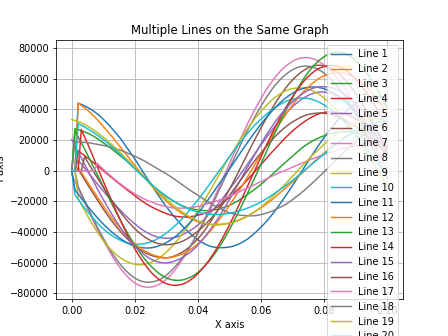 Multiple Lines on the Same Graph
80000
60000
40000
20000
0
−20000
−40000
−60000
−80000
0.00
0.02
0.04
0.06
X axis
Line 1
Line 2
Line 3
Line 4
Line 5
Line 6
Line 7
Line 8
Line 9
Line 10
Line 11
Line 12
Line 13
Line 14
Line 15
Line 16
Line 17
Line 18
Line 19
Line 20